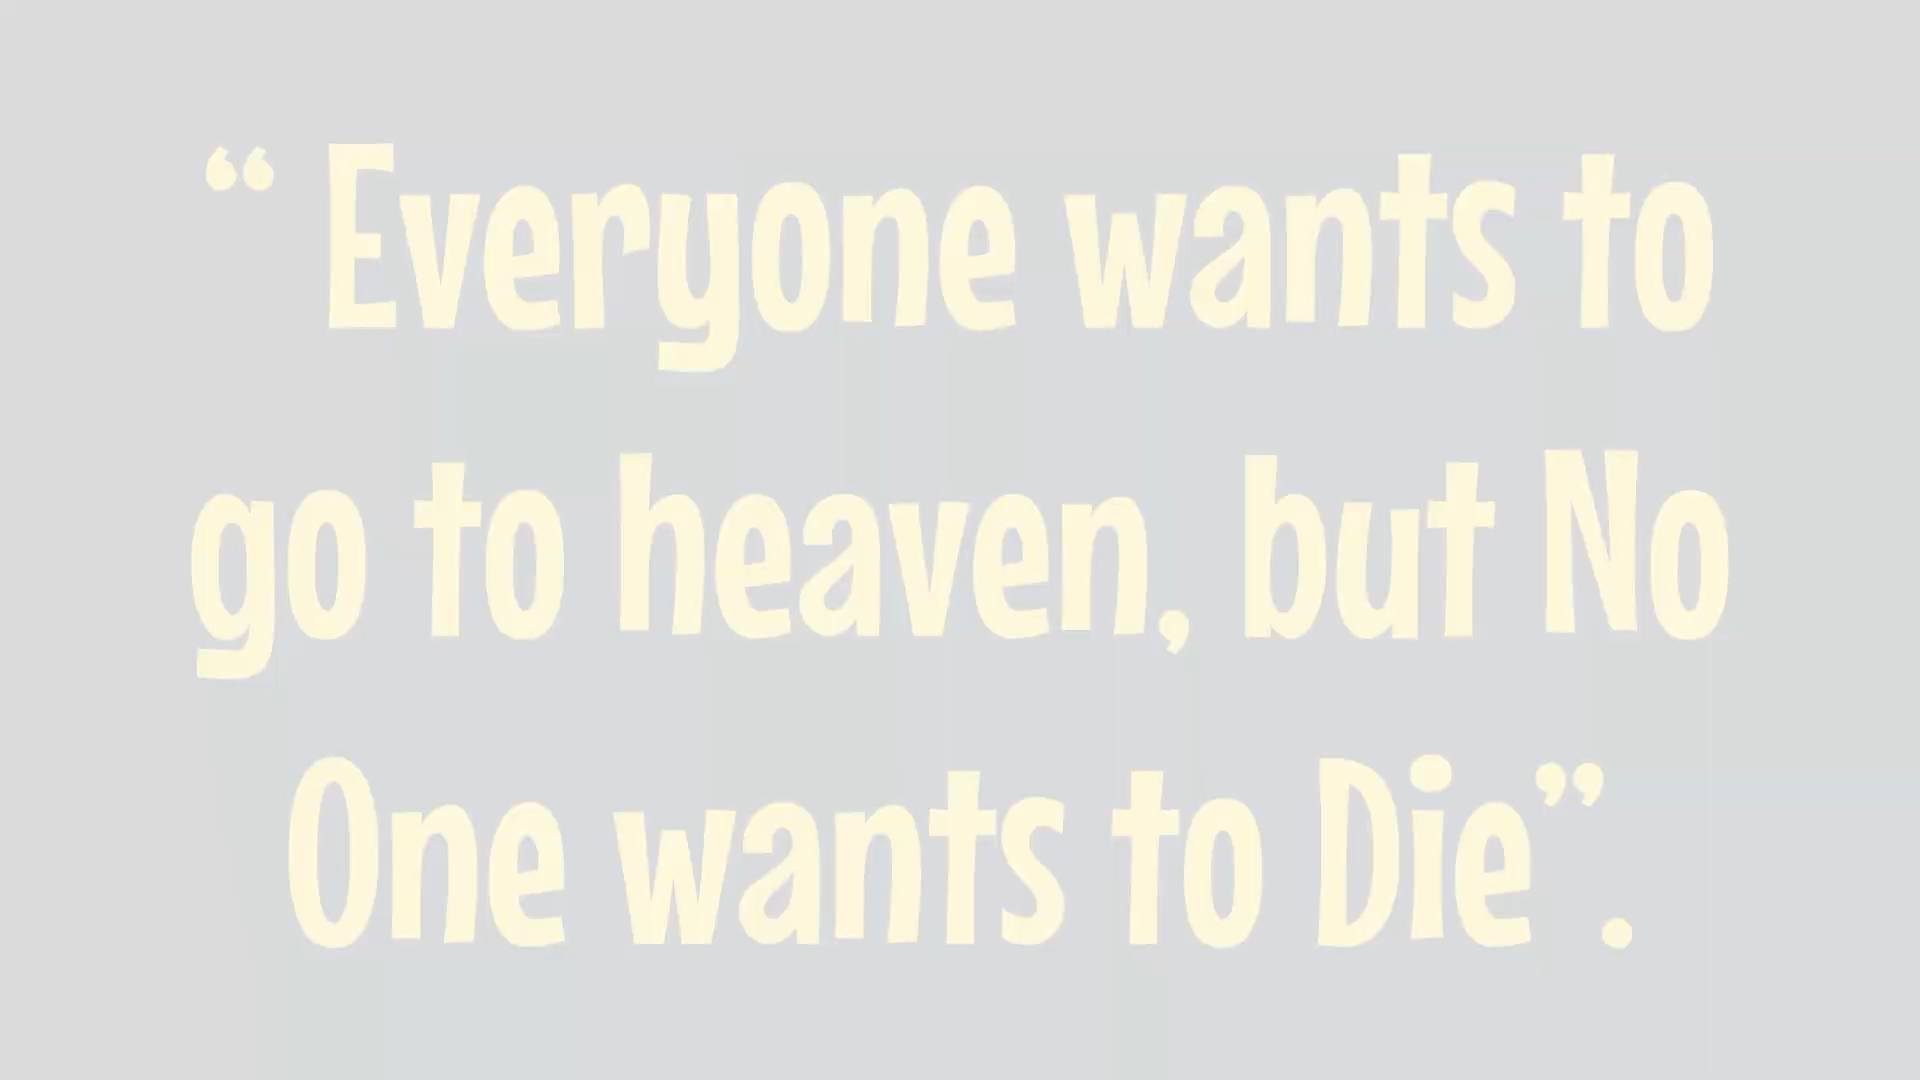 “ Everyone wants to
go to heaven, but No
One wants to Die”.